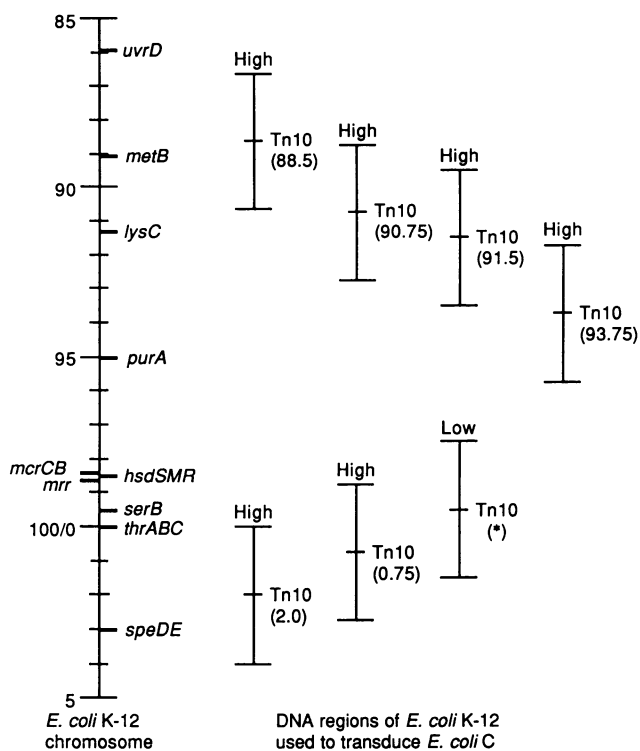 85
uvrD
metB
90
lysC
95
purA
mcrCB
hsdSMR
mrr
serB
100/0
thrABC
speDE
5
High
Tn10
(88.5)
High
Tn10
(90.75)
High
Tn10
(91.5)
High
Tn10
(93.75)
High
Tn10
(2.0)
High
Tn10
(0.75)
Low
Tn10
(*)
E. coli K-12
chromosome
DNA regions of E. coli K-12
used to transduce E. coli C